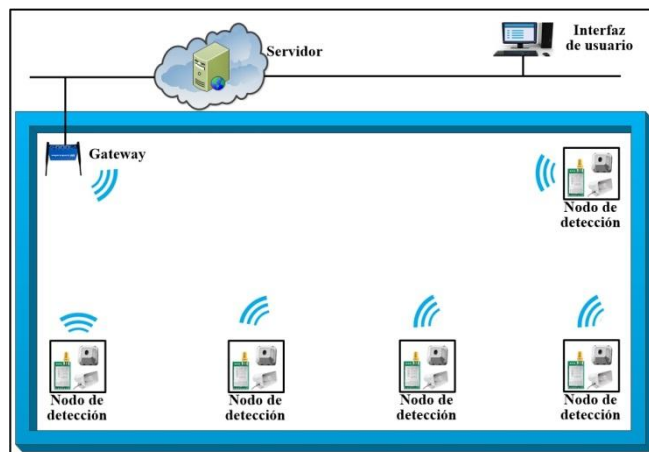 Servidor
Interfaz
de usuario
Gateway
Nodo de
detección
Nodo de
detección
Nodo de
detección
Nodo de
detección
Nodo de
detección